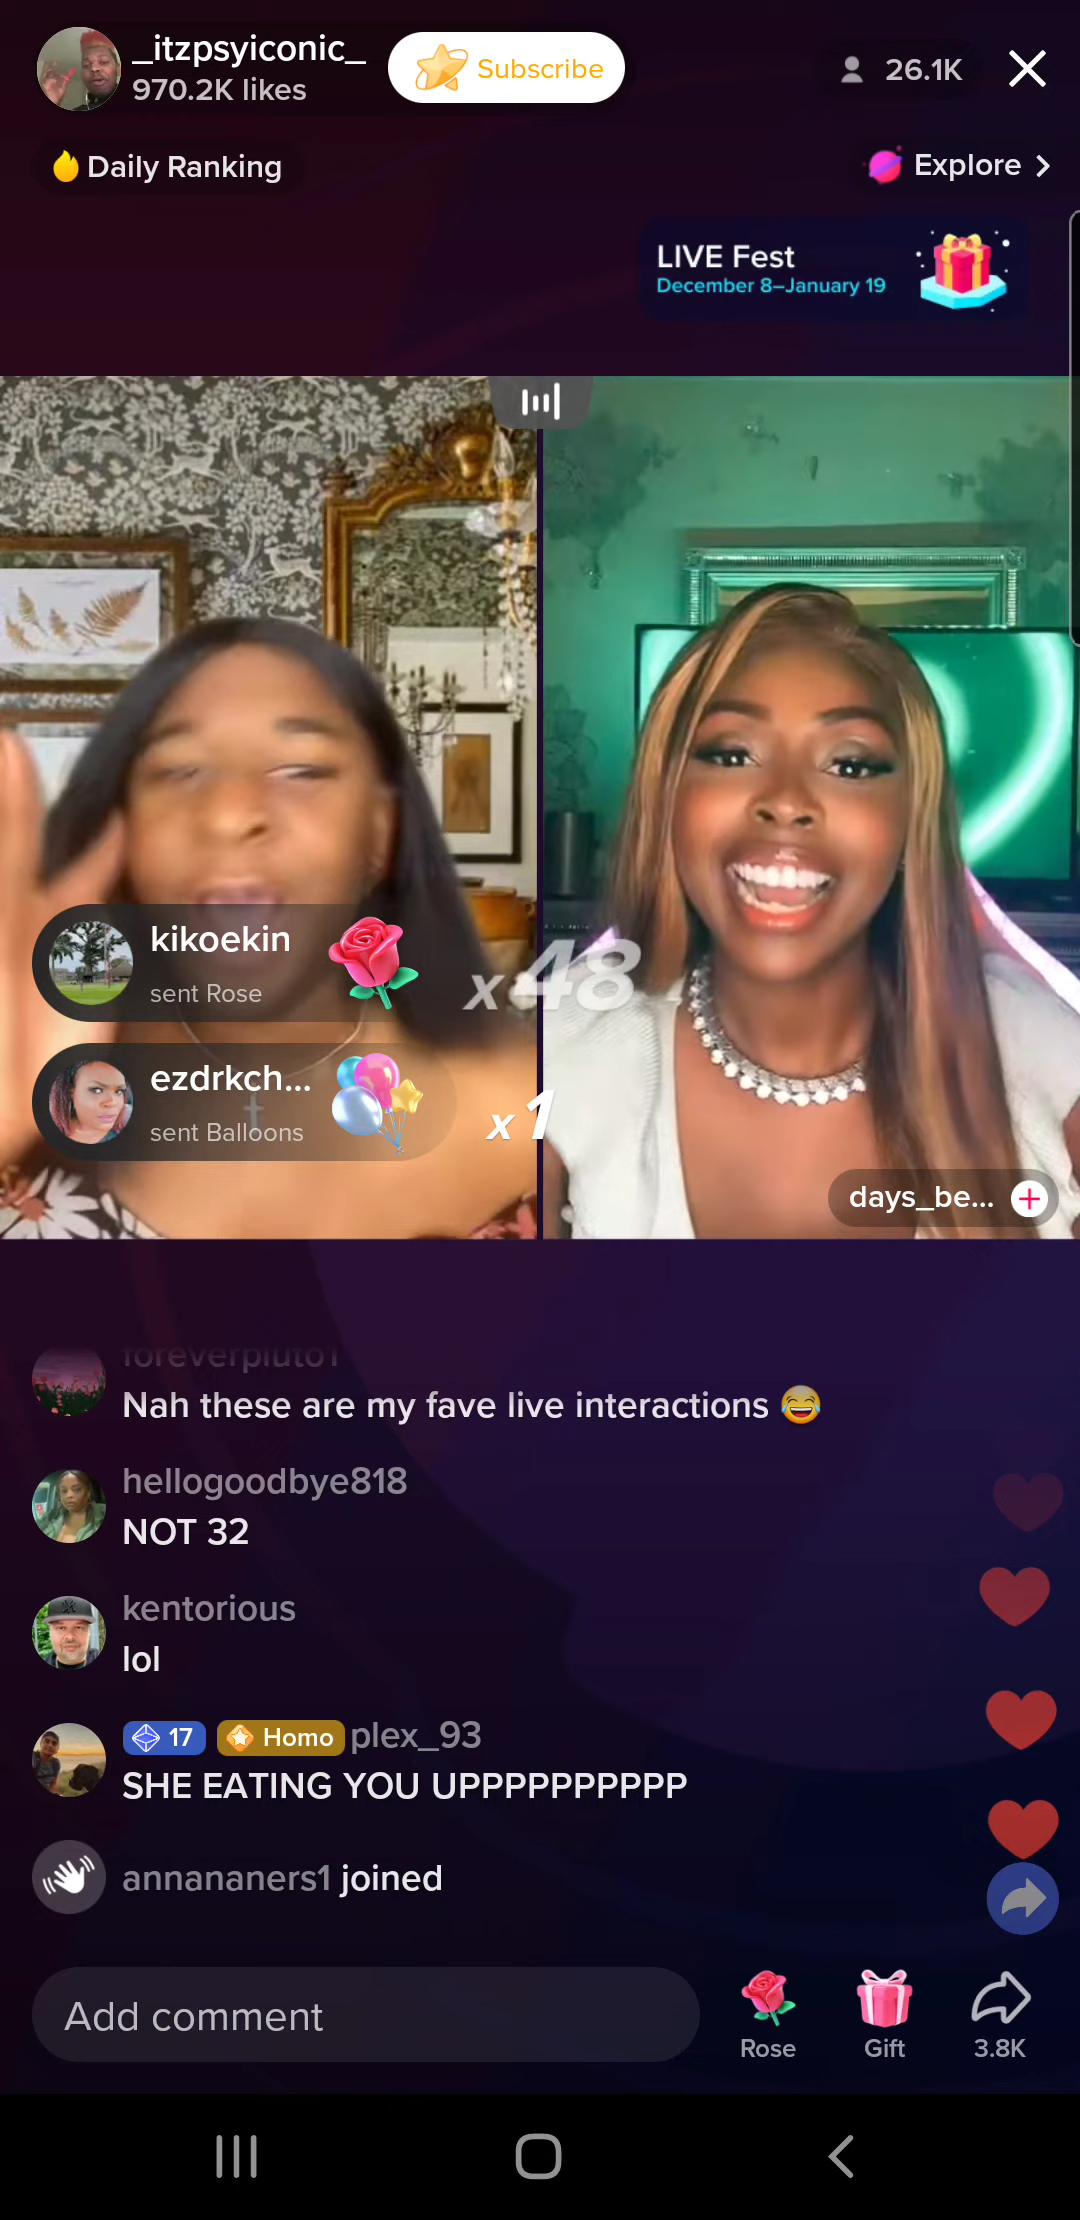 _itzpsyiconic_
970.2K likes
Subscribe
26.1K
Daily Ranking
Explore >
LIVE Fest
December 8–January 19
kikoekin
sent Rose
x48
ezdrkch...
sent Balloons
x1
days_be...
foreverpluto1
Nah these are my fave live interactions 😂
hellogoodbye818
NOT 32
kentorious
lol
17 Homo plex_93
SHE EATING YOU UPPPPPPPPPP
annananers1 joined
Add comment
Rose
Gift
3.8K